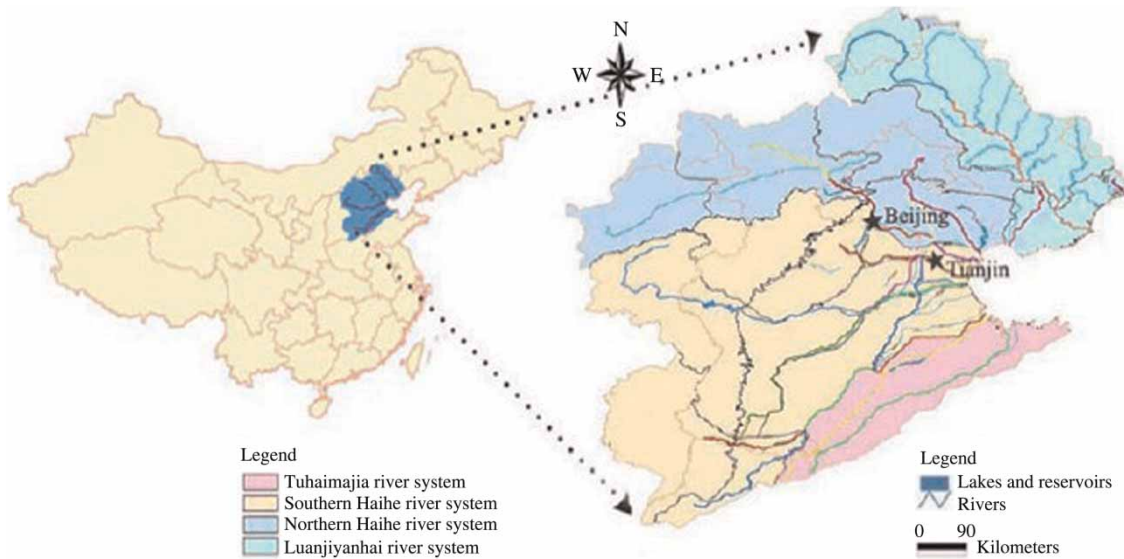 N
W E
S
Beijing
Tianjin
Legend
Tuhaimajia river system
Southern Haihe river system
Northern Haihe river system
Luanjiyanhai river system
Legend
Lakes and reservoirs
Rivers
0 90
Kilometers